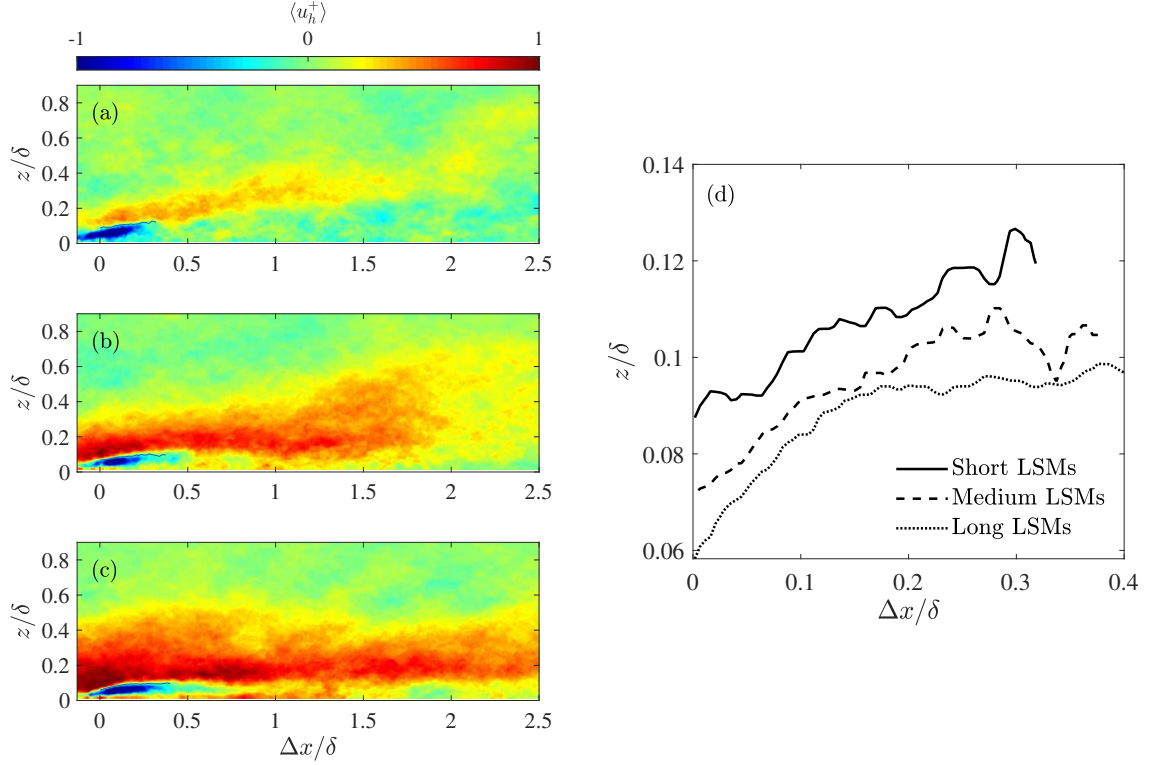 ⟨u_h^+⟩
-1 0 1
(a)
z/δ
0.8
0.6
0.4
0.2
0
0 0.5 1 1.5 2 2.5
(b)
z/δ
0.8
0.6
0.4
0.2
0
0 0.5 1 1.5 2 2.5
(c)
z/δ
0.8
0.6
0.4
0.2
0
0 0.5 1 1.5 2 2.5
Δx/δ
(d)
z/δ
0.14
0.12
0.1
0.08
0.06
Short LSMs
Medium LSMs
Long LSMs
0 0.1 0.2 0.3 0.4
Δx/δ